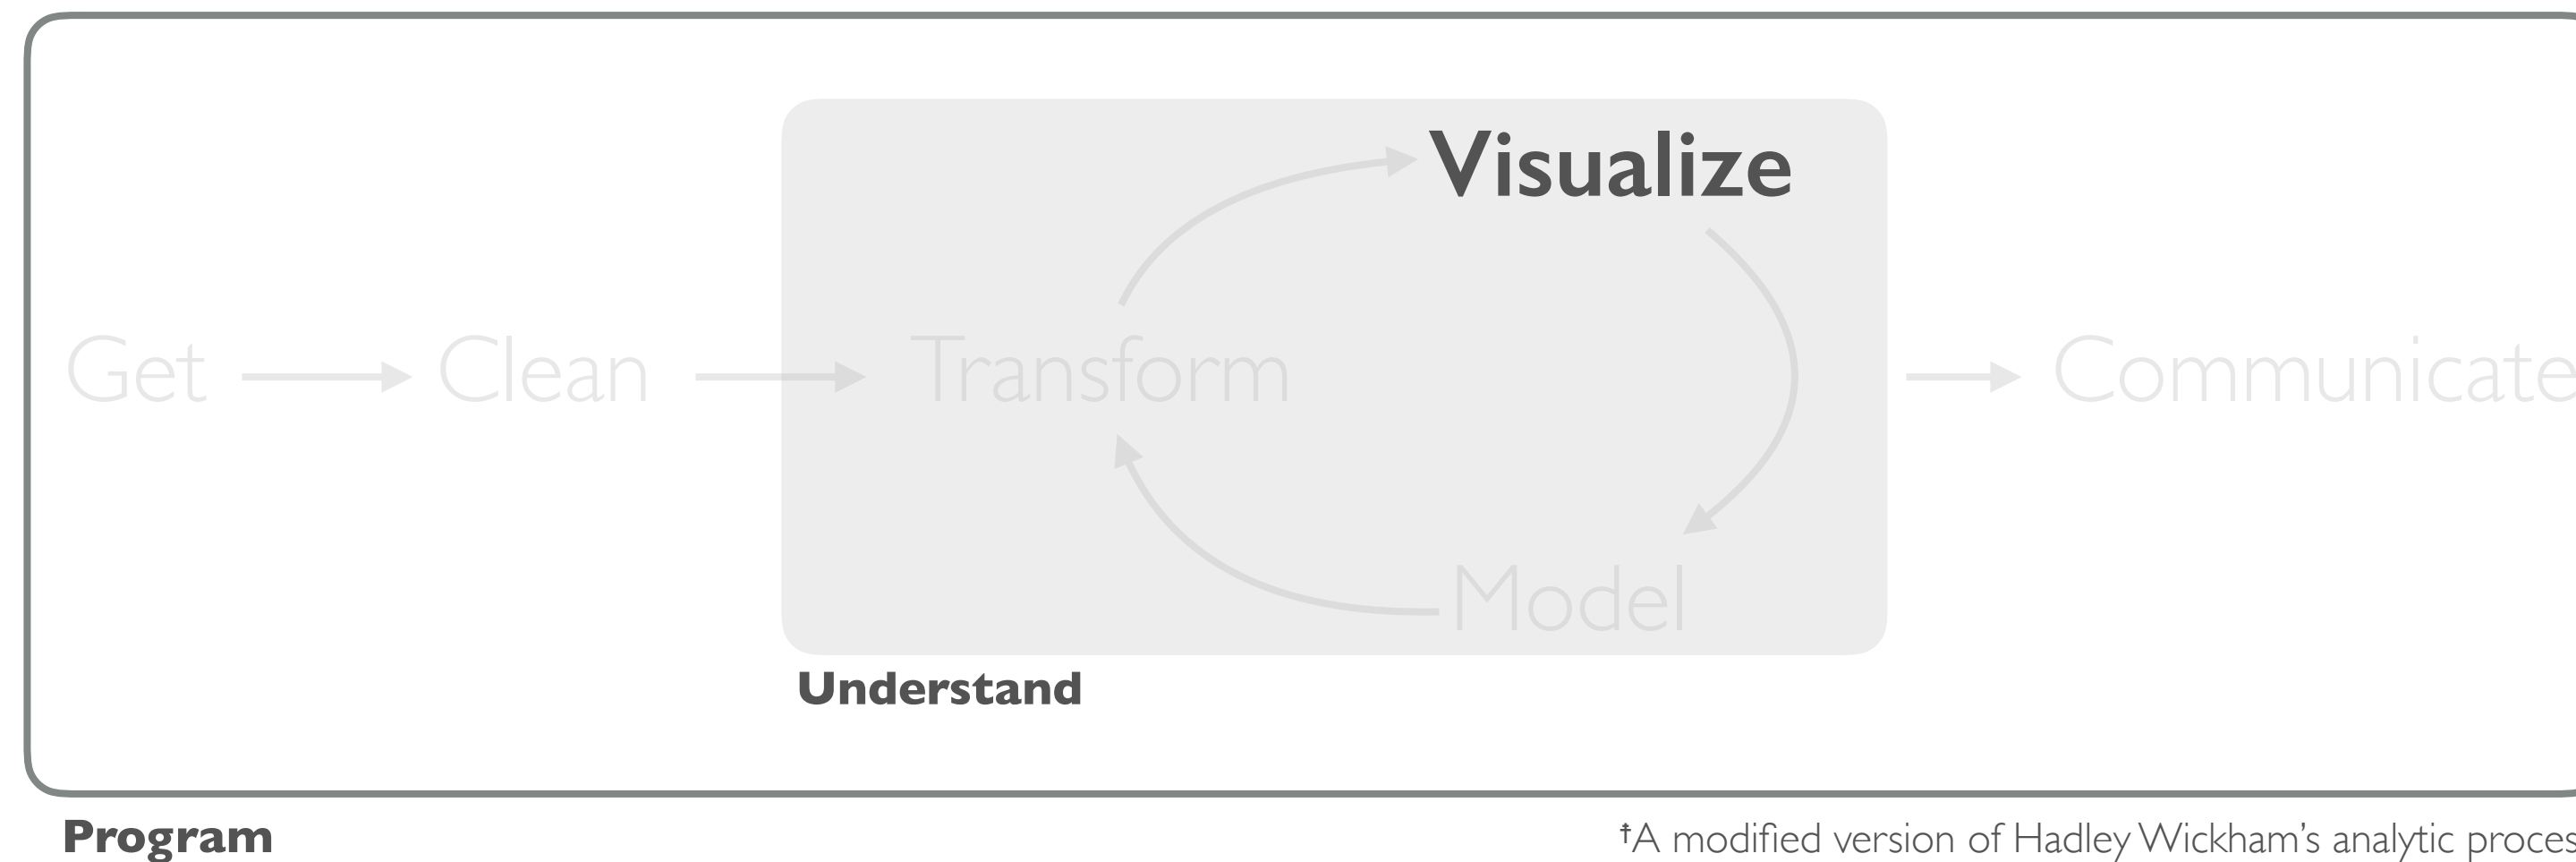 Visualize
Get Clean Transform Communicate
Model
Understand
Program
†A modified version of Hadley Wickham’s analytic proces